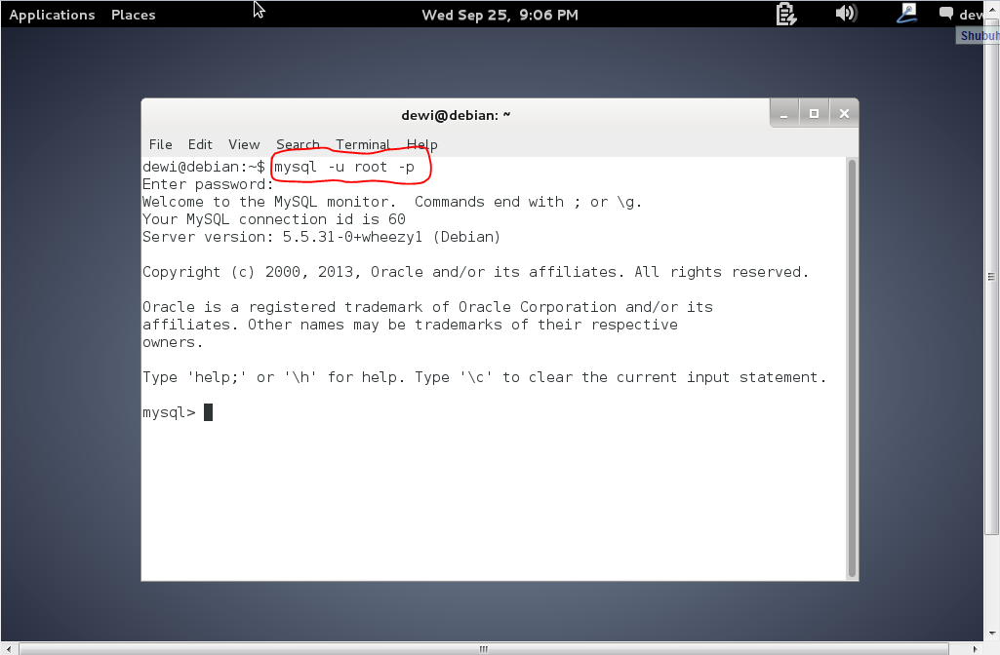 Applications Places Wed Sep 25, 9:06 PM dew
Shubuh
dewi@debian: ~
File Edit View Search Terminal Help
dewi@debian:~$ mysql -u root -p
Enter password:
Welcome to the MySQL monitor.  Commands end with ; or \g.
Your MySQL connection id is 60
Server version: 5.5.31-0+wheezy1 (Debian)
Copyright (c) 2000, 2013, Oracle and/or its affiliates. All rights reserved.
Oracle is a registered trademark of Oracle Corporation and/or its
affiliates. Other names may be trademarks of their respective
owners.
Type 'help;' or '\h' for help. Type '\c' to clear the current input statement.
mysql>